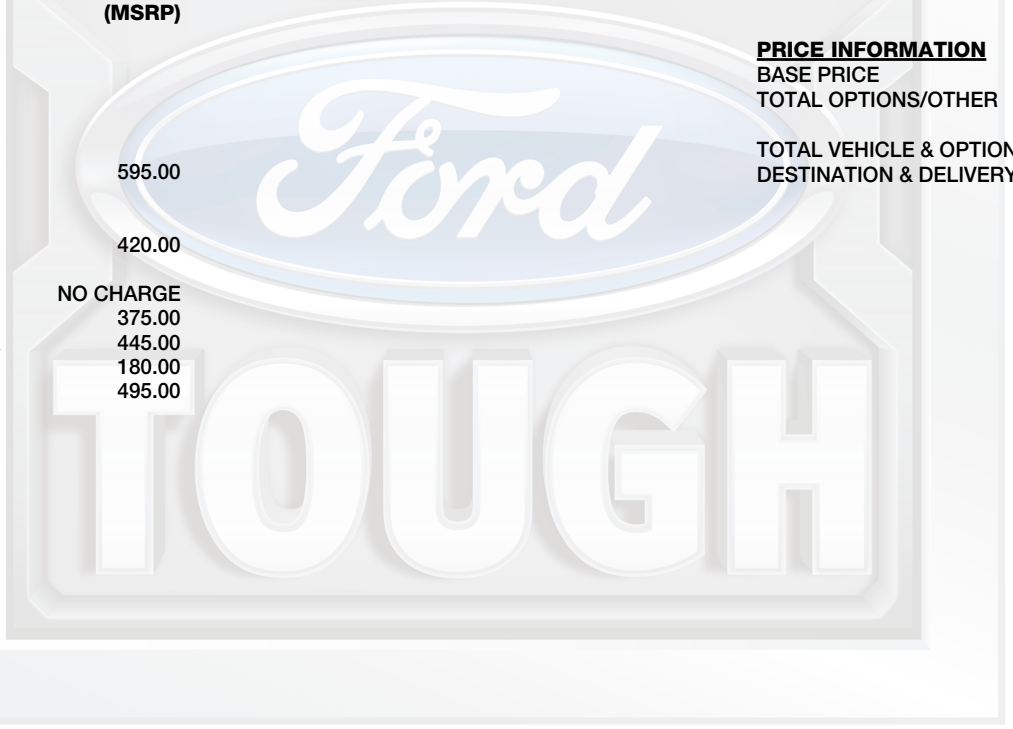 (MSRP)
595.00
420.00
NO CHARGE
375.00
445.00
180.00
495.00
PRICE INFORMATION
BASE PRICE
TOTAL OPTIONS/OTHER
TOTAL VEHICLE & OPTION
DESTINATION & DELIVERY
Ford
TOUGH